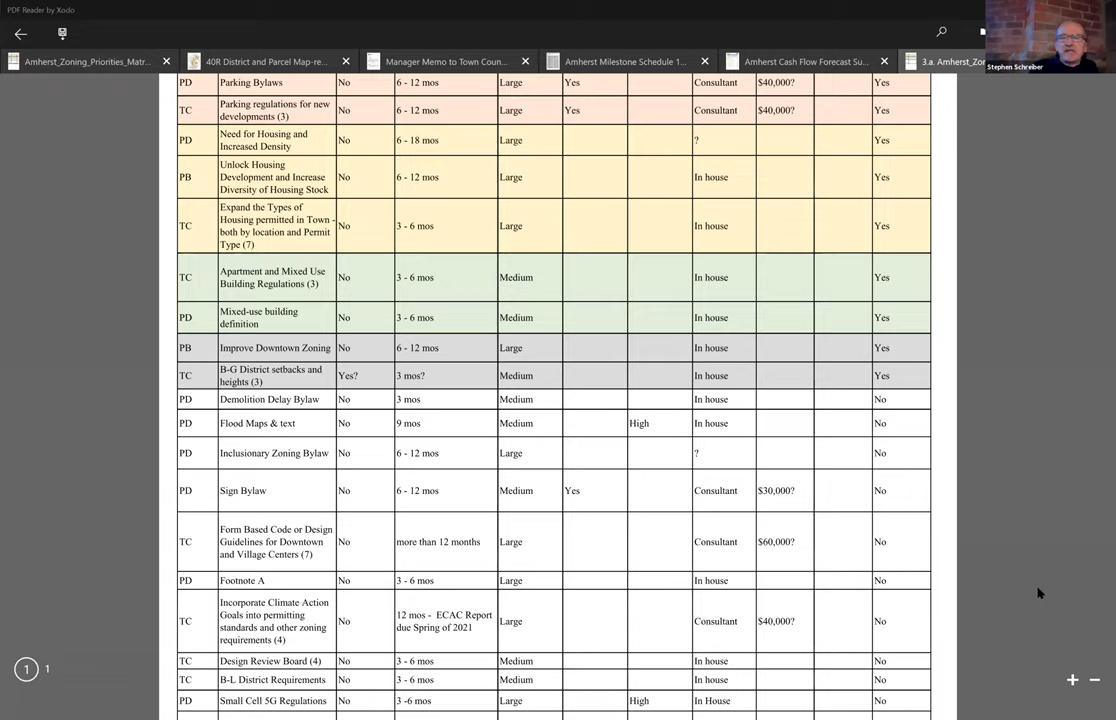 PDF Reader by Xodo
Amherst_Zoning_Priorities_Matr...
40R District and Parcel Map-re...
Manager Memo to Town Coun...
Amherst Milestone Schedule 1...
Amherst Cash Flow Forecast Su...
3.a. Amherst_Zo
Stephen Schreiber
PD Parking Bylaws No 6 - 12 mos Large Yes Consultant $40,000? Yes
TC Parking regulations for new developments (3) No 6 - 12 mos Large Yes Consultant $40,000? Yes
PD Need for Housing and Increased Density No 6 - 18 mos Large ? Yes
PB Unlock Housing Development and Increase Diversity of Housing Stock No 6 - 12 mos Large In house Yes
TC Expand the Types of Housing permitted in Town - both by location and Permit Type (7) No 3 - 6 mos Large In house Yes
TC Apartment and Mixed Use Building Regulations (3) No 3 - 6 mos Medium In house Yes
PD Mixed-use building definition No 3 - 6 mos Medium In house Yes
PB Improve Downtown Zoning No 6 - 12 mos Large In house Yes
TC B-G District setbacks and heights (3) Yes? 3 mos? Medium In house Yes
PD Demolition Delay Bylaw No 3 mos Medium In house No
PD Flood Maps & text No 9 mos Medium High In house No
PD Inclusionary Zoning Bylaw No 6 - 12 mos Large ? No
PD Sign Bylaw No 6 - 12 mos Medium Yes Consultant $30,000? No
TC Form Based Code or Design Guidelines for Downtown and Village Centers (7) No more than 12 months Large Consultant $60,000? No
PD Footnote A No 3 - 6 mos Large In house No
TC Incorporate Climate Action Goals into permitting standards and other zoning requirements (4) No 12 mos - ECAC Report due Spring of 2021 Large Consultant $40,000? No
TC Design Review Board (4) No 3 - 6 mos Medium In house No
TC B-L District Requirements No 3 - 6 mos Medium In house No
PD Small Cell 5G Regulations No 3 -6 mos Large High In House No
1 1